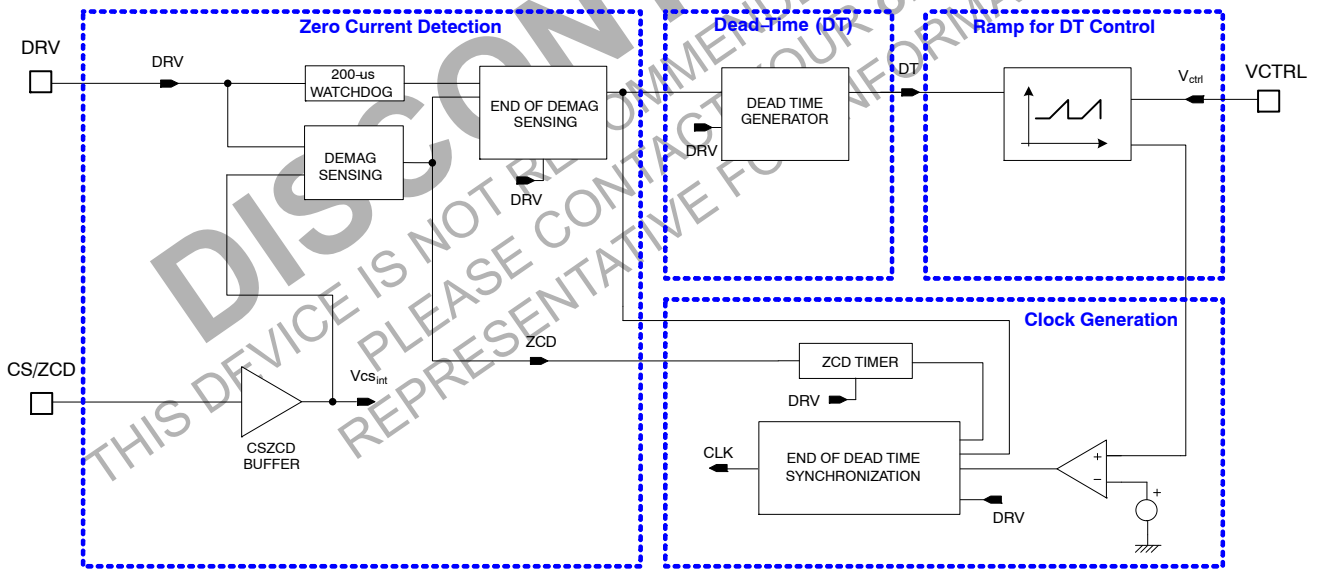 Zero Current Detection
Dead-Time (DT)
Ramp for DT Control
DRV
DRV
200-us
WATCHDOG
END OF DEMAG
SENSING
DRV
DEMAG
SENSING
DEAD TIME
GENERATOR
DRV
DT
Vctrl
VCTRL
Clock Generation
CS/ZCD
CSZCD
BUFFER
Vcsint
ZCD
ZCD TIMER
DRV
CLK
END OF DEAD TIME
SYNCHRONIZATION
DRV
+
−
+
DISCON
THIS DEVICE IS NOT RECOMMENDE
PLEASE CONTACT YOUR
REPRESENTATIVE FOR INFORMA